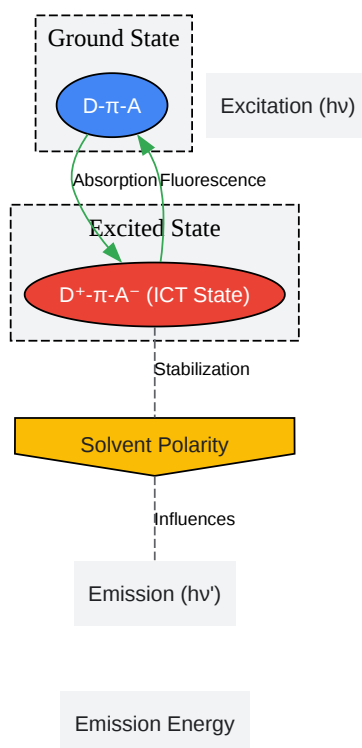 Ground State
D-π-A
Excitation (hν)
Absorption
Fluorescence
Excited State
D⁺-π-A⁻ (ICT State)
Stabilization
Solvent Polarity
Influences
Emission (hν')
Emission Energy